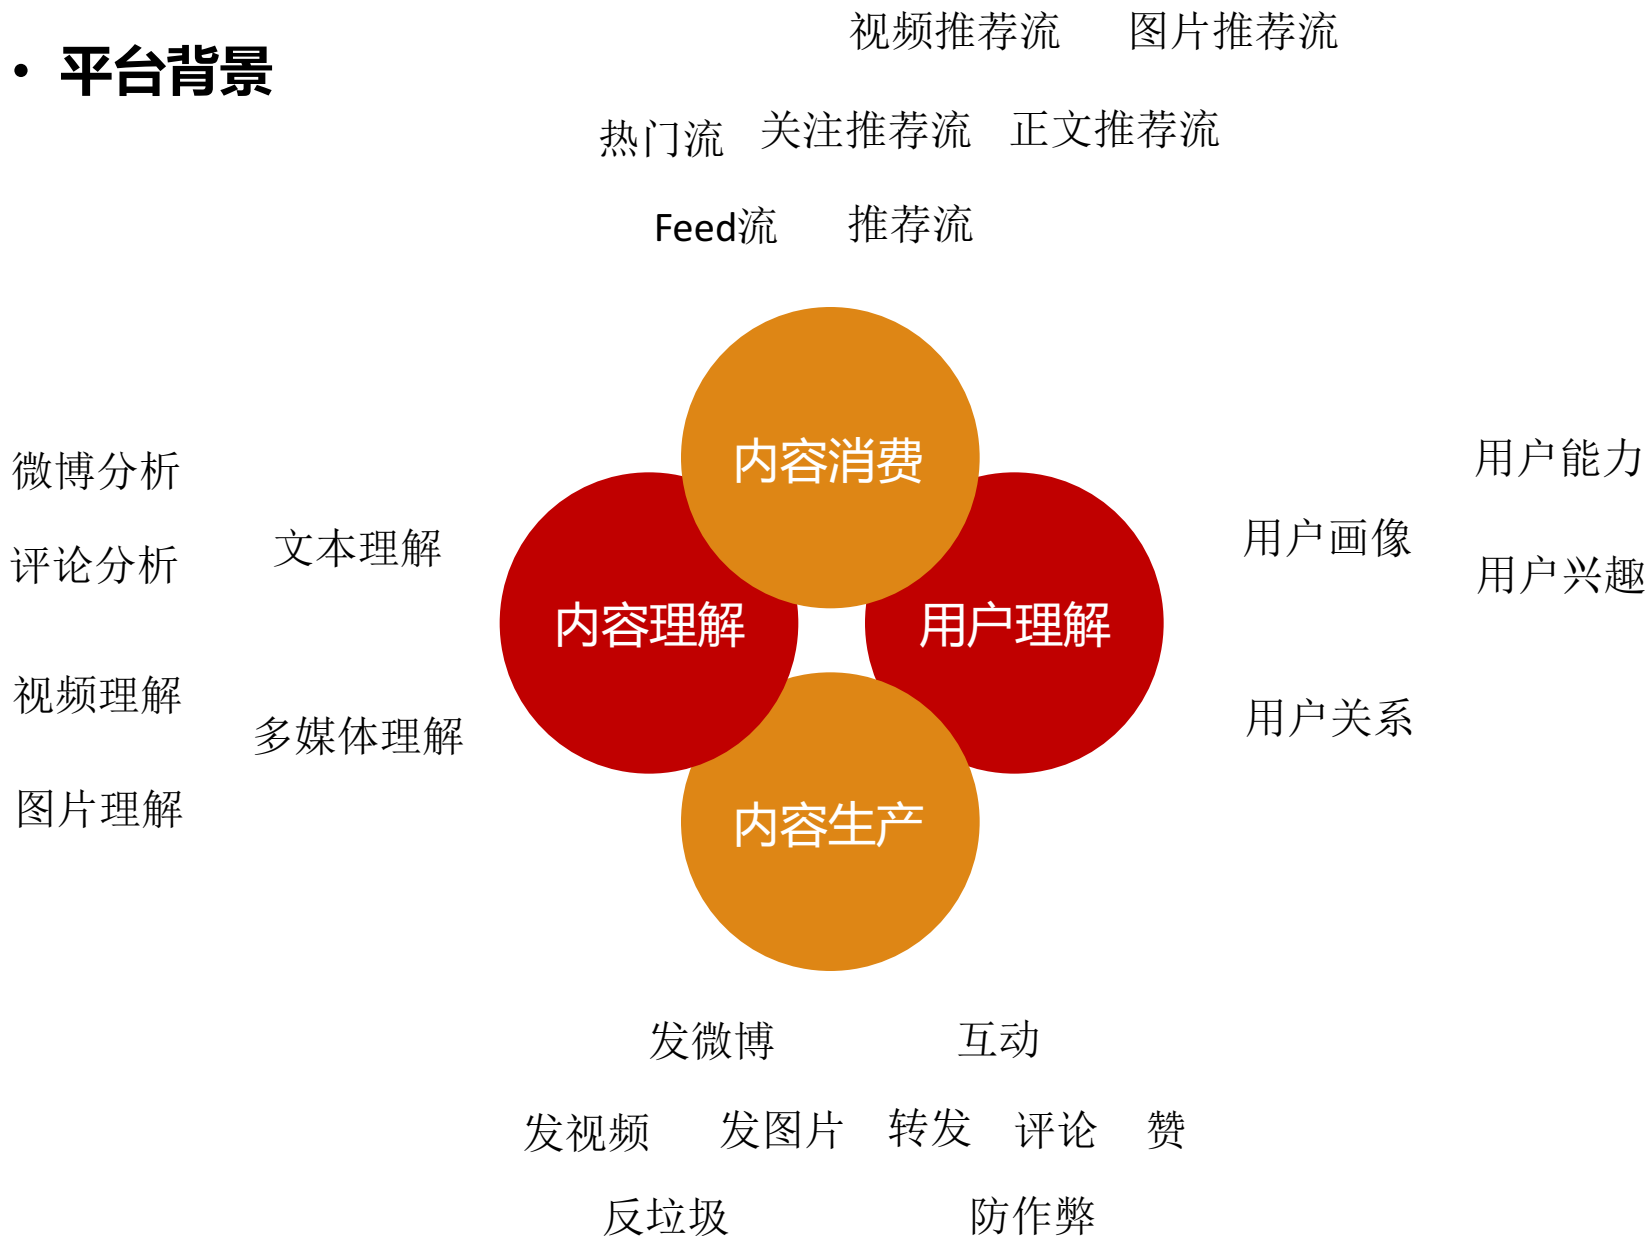 • 平台背景
视频推荐流 图片推荐流
热门流 关注推荐流 正文推荐流
Feed流 推荐流
内容消费
内容理解
用户理解
内容生产
微博分析
评论分析
文本理解
视频理解
多媒体理解
图片理解
用户能力
用户画像
用户兴趣
用户关系
发微博 互动
发视频 发图片 转发 评论 赞
反垃圾 防作弊